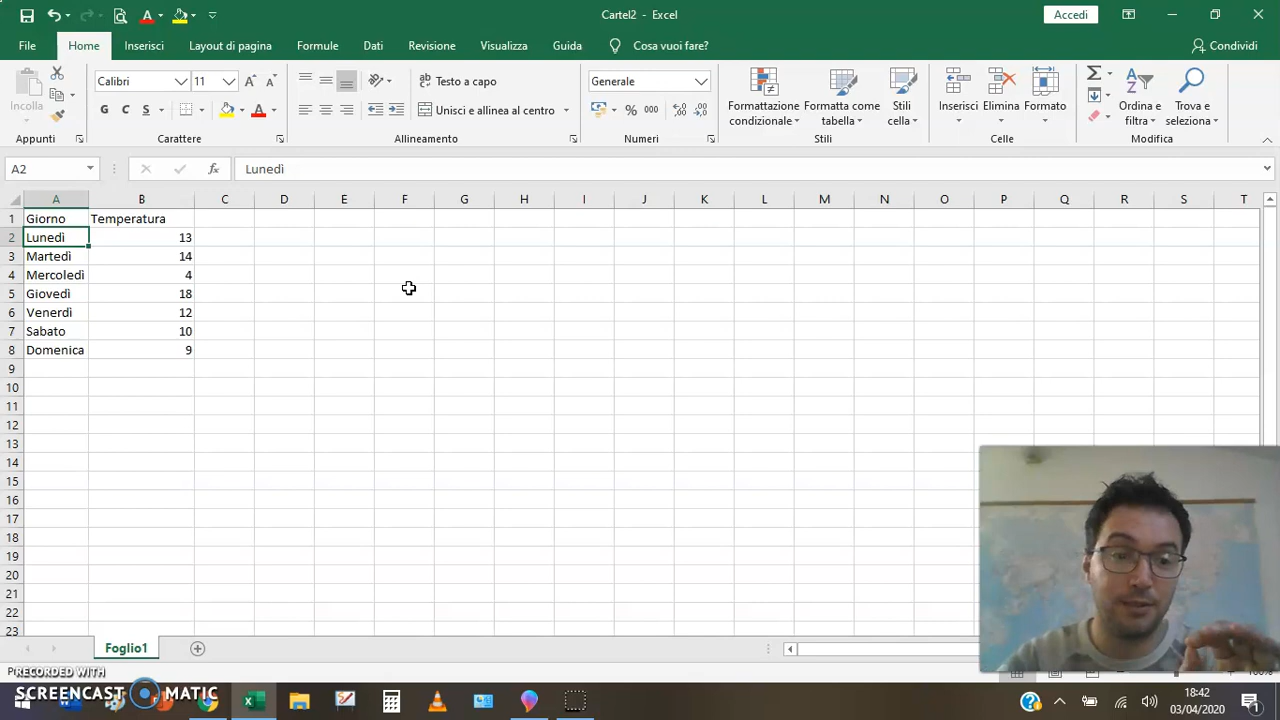 Cartel2 - Excel
Accedi
File Home Inserisci Layout di pagina Formule Dati Revisione Visualizza Guida Cosa vuoi fare? Condividi
Incolla
Calibri 11
G C S
Testo a capo
Unisci e allinea al centro
Generale
% 000
Formattazione condizionale
Formatta come tabella
Stili cella
Inserisci Elimina Formato
Ordina e filtra
Trova e seleziona
Appunti Carattere Allineamento Numeri Stili Celle Modifica
A2 fx Lunedì
A B C D E F G H I J K L M N O P Q R S T
1 Giorno Temperatura
2 Lunedì 13
3 Martedì 14
4 Mercoledì 4
5 Giovedì 18
6 Venerdì 12
7 Sabato 10
8 Domenica 9
9
10
11
12
13
14
15
16
17
18
19
20
21
22
23
Foglio1
RECORDED WITH
SCREENCAST MATIC
18:42
03/04/2020
1